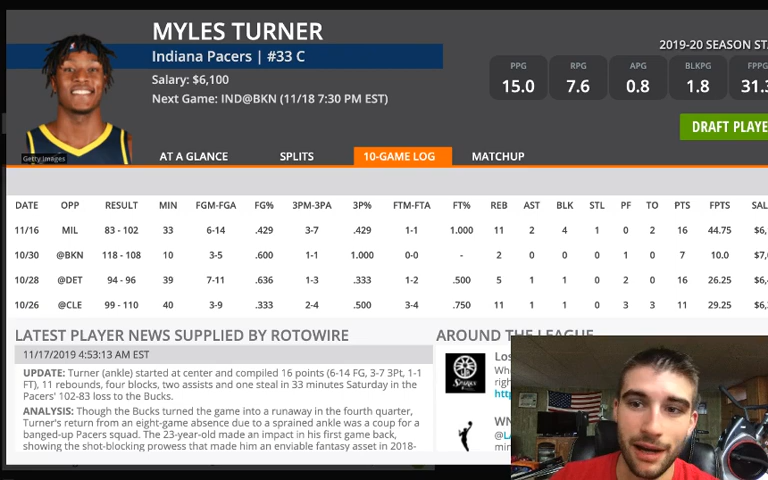 MYLES TURNER
Indiana Pacers | #33 C
Salary: $6,100
Next Game: IND@BKN (11/18 7:30 PM EST)
Getty Images
2019-20 SEASON
PPG RPG APG BLKPG
15.0 7.6 0.8 1.8 31.
DRAFT
AT A GLANCE SPLITS 10-GAME LOG MATCHUP
DATE OPP RESULT MIN FGM-FGA FG% 3PM-3PA 3P% FTM-FTA FT% REB AST BLK STL PF TO PTS FPTS
11/16 MIL 83 - 102 33 6-14 .429 3-7 .429 1-1 1.000 11 2 4 1 0 2 16 44.75 $6,
10/30 @BKN 118 - 108 10 3-5 .600 1-1 1.000 0-0 - 2 0 0 0 1 0 7 10.0
10/28 @DET 94 - 96 39 7-11 .636 1-3 .333 1-2 .500 5 1 1 0 2 0 16 26.25
10/26 @CLE 99 - 110 40 3-9 .333 2-4 .500 3-4 .750 11 1 1 0 3 3 11 29.25
LATEST PLAYER NEWS SUPPLIED BY ROTOWIRE
11/17/2019 4:53:13 AM EST
UPDATE: Turner (ankle) started at center and compiled 16 points (6-14 FG, 3-7 3Pt, 1-1
FT), 11 rebounds, four blocks, two assists and one steal in 33 minutes Saturday in the
Pacers' 102-83 loss to the Bucks.
ANALYSIS: Though the Bucks turned the game into a runaway in the fourth quarter,
Turner's return from an eight-game absence due to a sprained ankle was a coup for a
banged-up Pacers squad. The 23-year-old made an impact in his first game back,
showing the shot-blocking prowess that made him an enviable fantasy asset in 2018-
AROUND THE LEAGUE
Los
Wh
righ
http
WN
@L
min